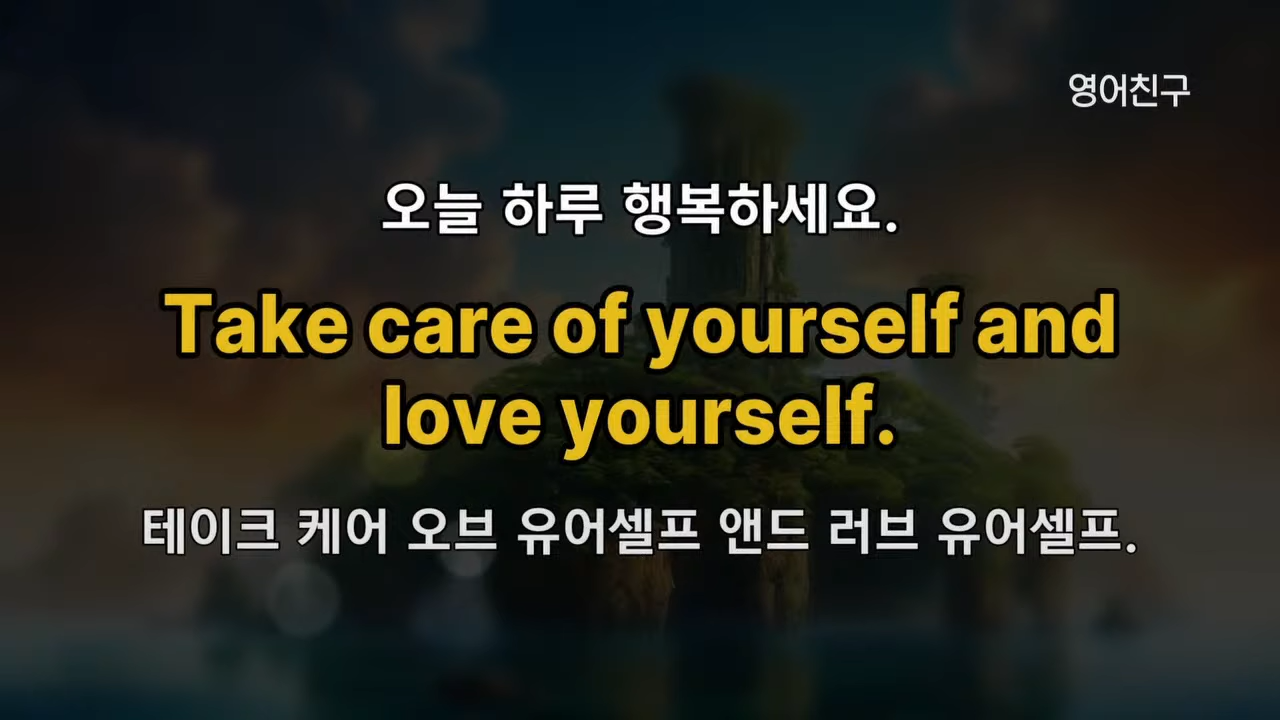 영어친구
오늘 하루 행복하세요.
Take care of yourself and
love yourself.
테이크 케어 오브 유어셀프 앤드 러브 유어셀프.